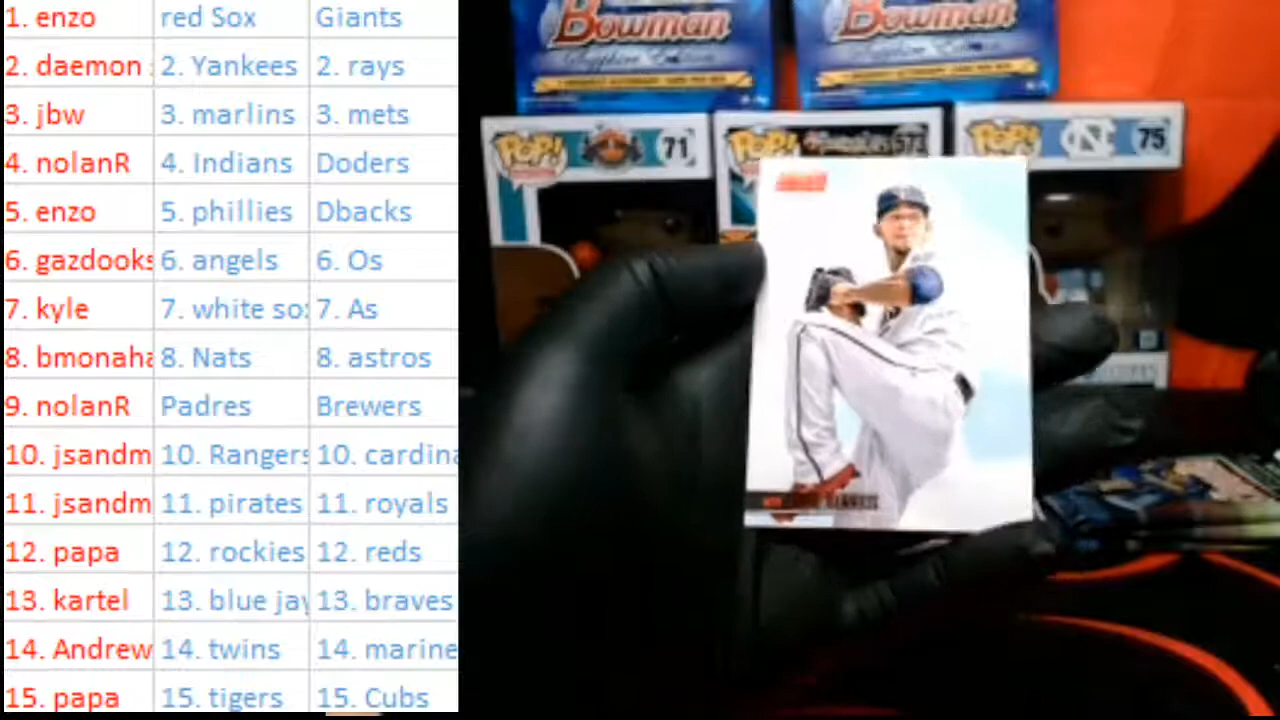 1. enzo red Sox Giants
2. daemon 2. Yankees 2. rays
3. jbw 3. marlins 3. mets
4. nolanR 4. Indians Doders
5. enzo 5. phillies Dbacks
6. gazdooks 6. angels 6. Os
7. kyle 7. white so 7. As
8. bmonaha 8. Nats 8. astros
9. nolanR Padres Brewers
10. jsandm 10. Rangers 10. cardina
11. jsandm 11. pirates 11. royals
12. papa 12. rockies 12. reds
13. kartel 13. blue jay 13. braves
14. Andrew 14. twins 14. marine
15. papa 15. tigers 15. Cubs
Bowman Bowman
Sapphire Edition
POP! 71 POP! 573 POP! NC 75